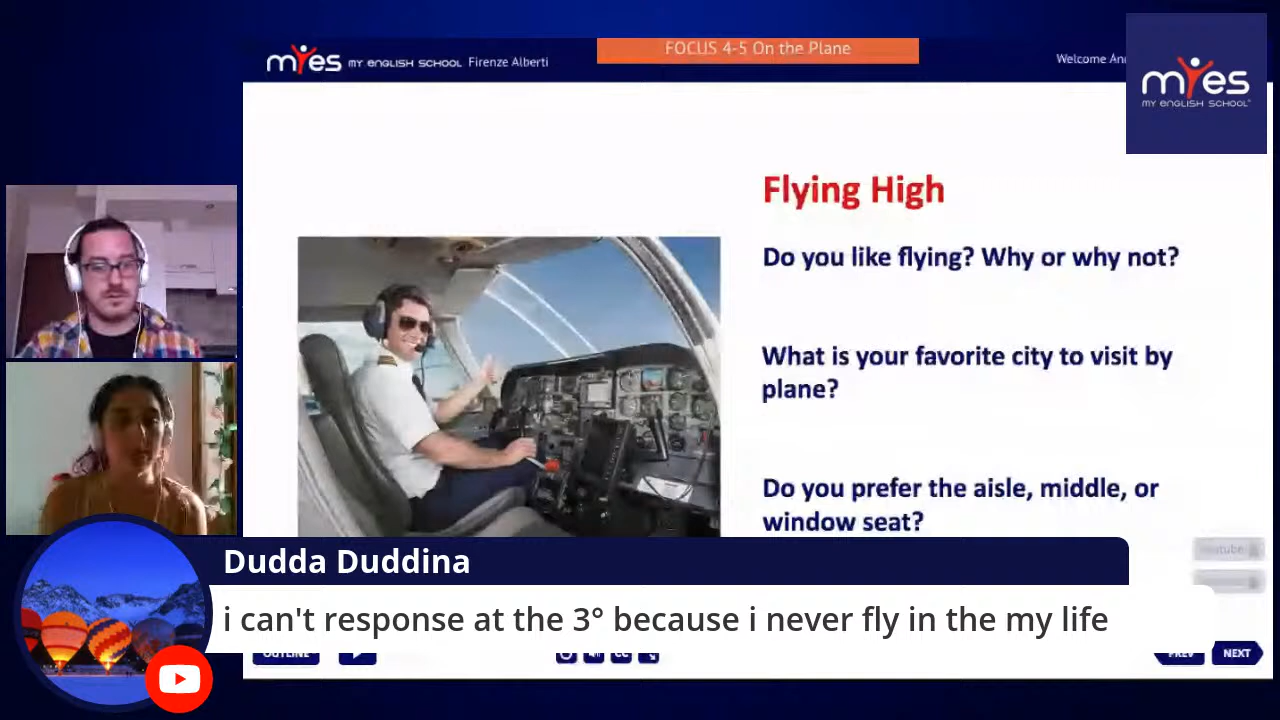 FOCUS 4-5 On the Plane
myes MY ENGLISH SCHOOL Firenze Alberti
Welcome
myes
MY ENGLISH SCHOOL
Flying High
Do you like flying? Why or why not?
What is your favorite city to visit by
plane?
Do you prefer the aisle, middle, or
window seat?
Dudda Duddina
i can't response at the 3° because i never fly in the my life
OUTLINE
CC
PREV
NEXT